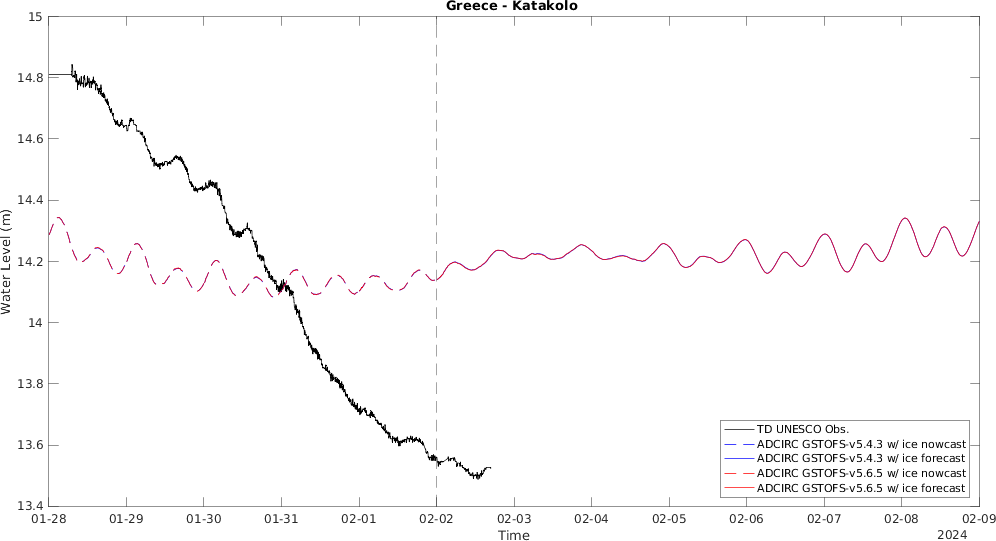 Greece - Katakolo
Water Level (m)
15
14.8
14.6
14.4
14.2
14
13.8
13.6
13.4
01-28
01-29
01-30
01-31
02-01
02-02
02-03
02-04
02-05
02-06
02-07
02-08
02-09
Time
2024
TD UNESCO Obs.
ADCIRC GSTOFS-v5.4.3 w/ ice nowcast
ADCIRC GSTOFS-v5.4.3 w/ ice forecast
ADCIRC GSTOFS-v5.6.5 w/ ice nowcast
ADCIRC GSTOFS-v5.6.5 w/ ice forecast